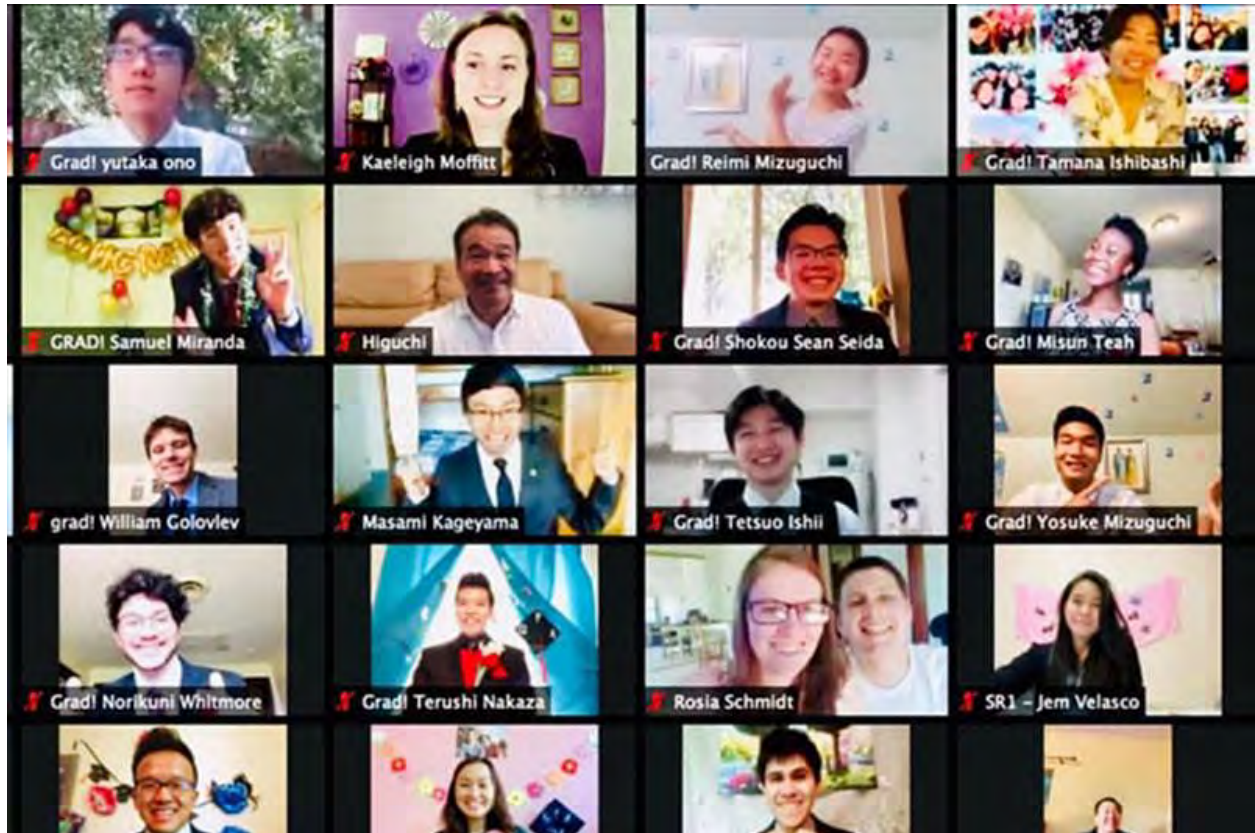 Grad! yutaka ono
Kaeleigh Moffitt
Grad! Reimi Mizuguchi
Grad! Tamana Ishibashi
GRAD! Samuel Miranda
Higuchi
Grad! Shokou Sean Seida
Grad! Misun Teah
grad! William Golovlev
Masami Kageyama
Grad! Tetsuo Ishii
Grad! Yosuke Mizuguchi
Grad! Norikuni Whitmore
Grad! Terushi Nakaza
Rosia Schmidt
SR1 - Jem Velasco